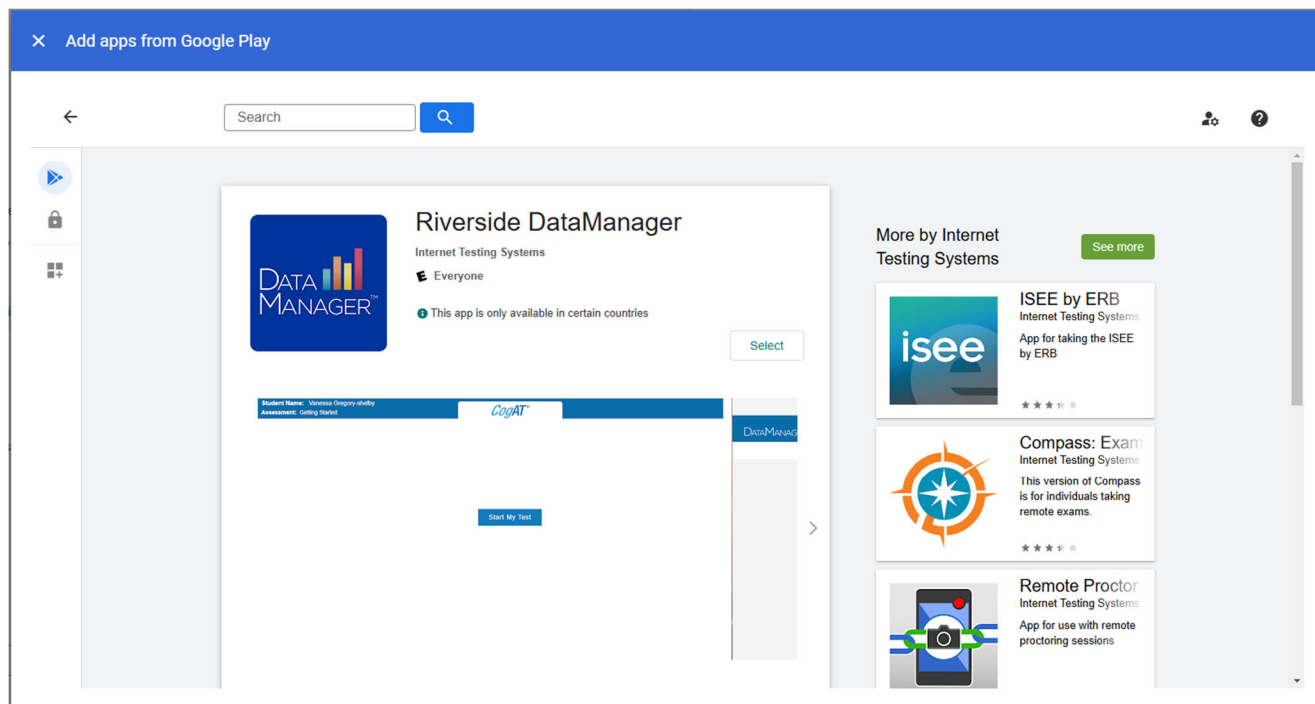 Add apps from Google Play
Search
DATA
MANAGER™
Riverside DataManager
Internet Testing Systems
Everyone
This app is only available in certain countries
Select
Student Name: Vanessa Gregory-shelby
Assessment: Getting Started
CogAT®
Start My Test
DATAMANAG
More by Internet
Testing Systems
See more
isee
ISEE by ERB
Internet Testing Systems
App for taking the ISEE
by ERB
Compass: Exam
Internet Testing Systems
This version of Compass
is for individuals taking
remote exams.
Remote Proctor
Internet Testing Systems
App for use with remote
proctoring sessions